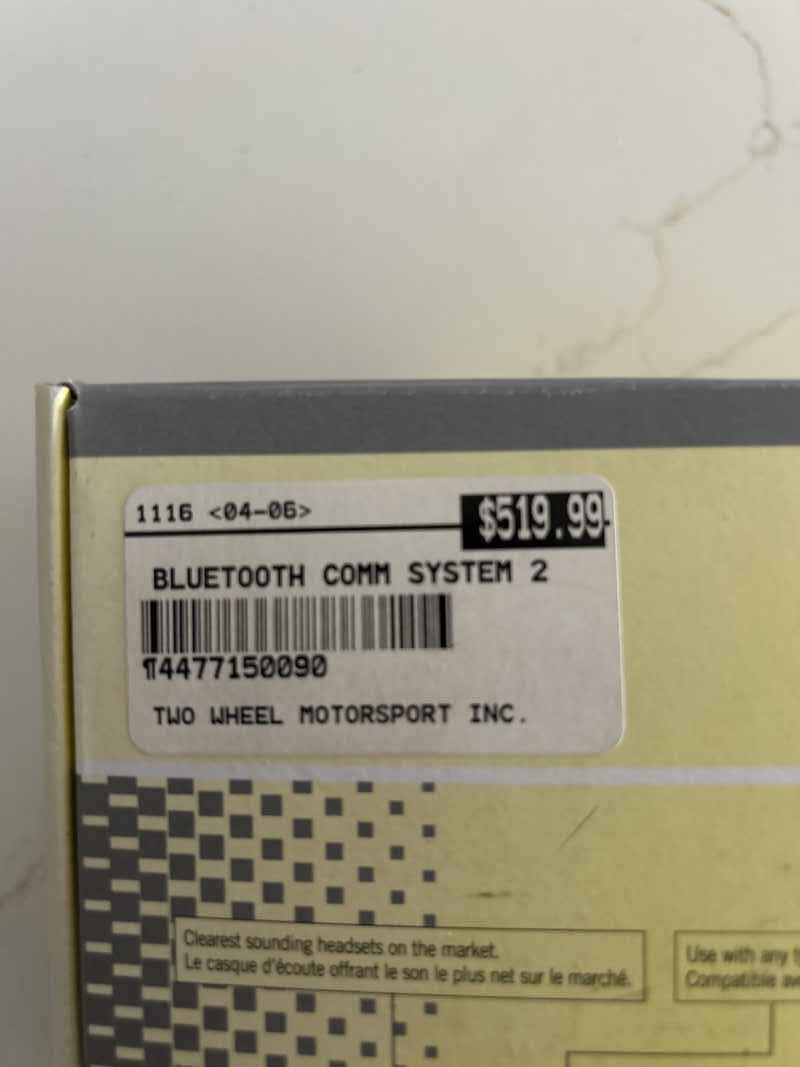 1116 <04-06>
$519.99
BLUETOOTH COMM SYSTEM 2
¶4477150090
TWO WHEEL MOTORSPORT INC.
Clearest sounding headsets on the market.
Le casque d'écoute offrant le son le plus net sur le marché.
Use with any
Compatible